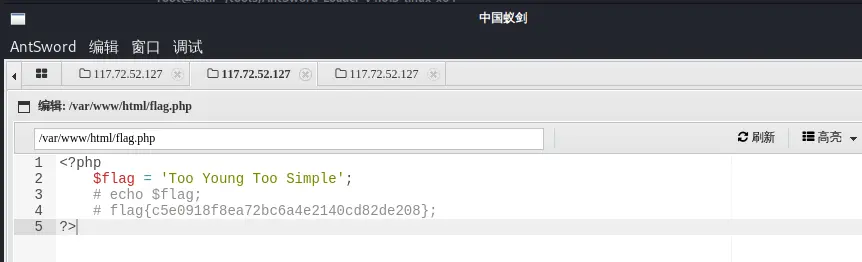 中国蚁剑
AntSword 编辑 窗口 调试
117.72.52.127 117.72.52.127 117.72.52.127
编辑: /var/www/html/flag.php
/var/www/html/flag.php 刷新 高亮
1 <?php
2 $flag = 'Too Young Too Simple';
3 # echo $flag;
4 # flag{c5e0918f8ea72bc6a4e2140cd82de208};
5 ?>